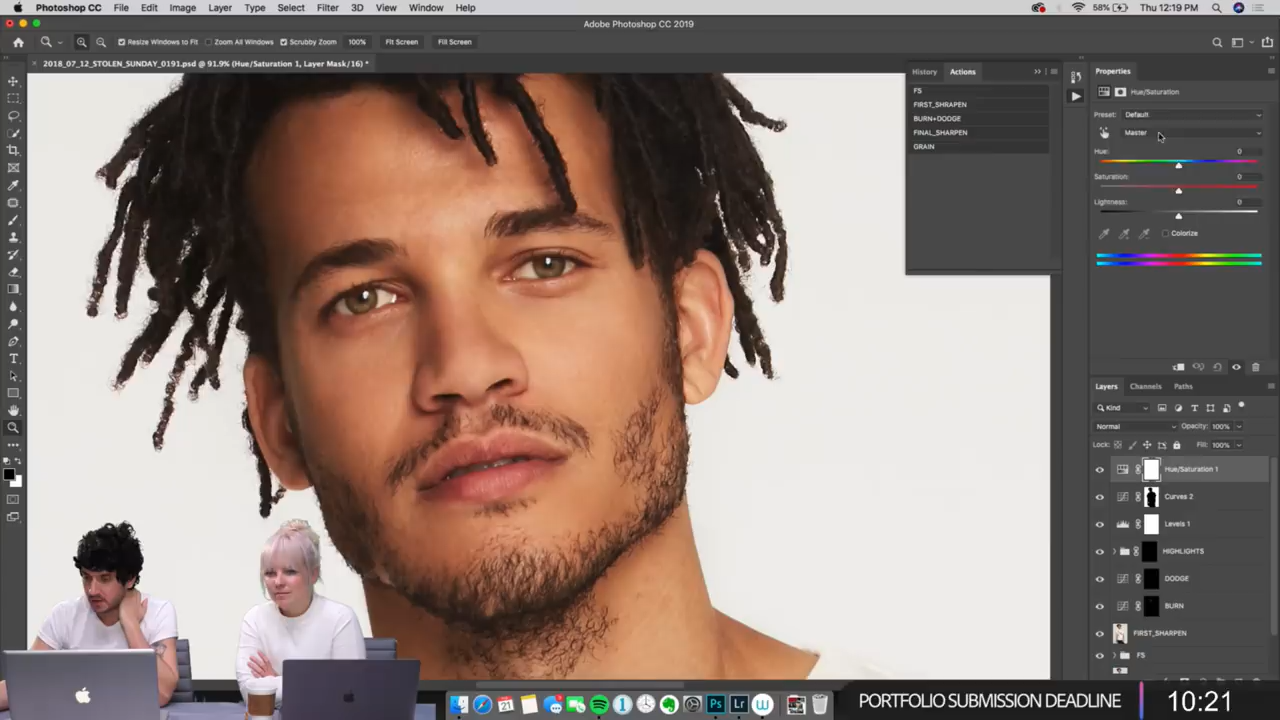 Photoshop CC File Edit Image Layer Type Select Filter 3D View Window Help
58% Thu 12:19 PM
Adobe Photoshop CC 2019
Resize Windows to Fit Zoom All Windows Scrubby Zoom 100% Fit Screen Fill Screen
2018_07_12_STOLEN_SUNDAY_0191.psd @ 91.9% (Hue/Saturation 1, Layer Mask/16) *
History Actions
FS
FIRST_SHRAPEN
BURN+DODGE
FINAL_SHARPEN
GRAIN
Properties
Hue/Saturation
Preset: Default
Master
Hue: 0
Saturation: 0
Lightness: 0
Colorize
Layers Channels Paths
Kind
Normal Opacity: 100%
Lock: Fill: 100%
Hue/Saturation 1
Curves 2
Levels 1
HIGHLIGHTS
DODGE
BURN
FIRST_SHARPEN
FS
PORTFOLIO SUBMISSION DEADLINE 10:21